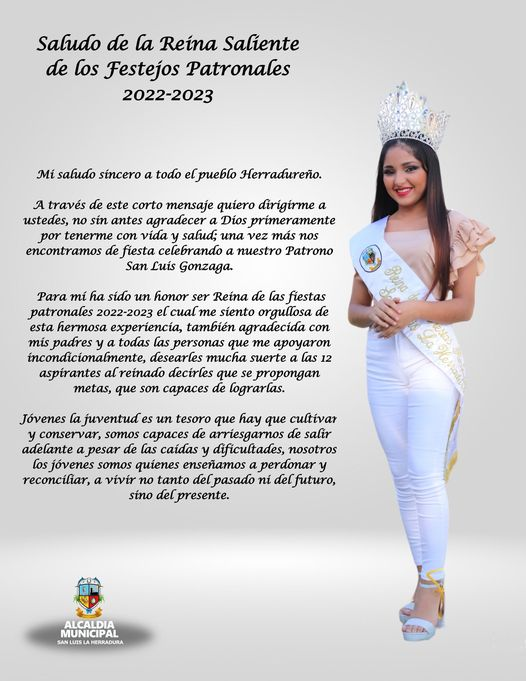 Saludo de la Reina Saliente
de los Festejos Patronales
2022-2023
Mi saludo sincero a todo el pueblo Herradureño.
A través de este corto mensaje quiero dirigirme a
ustedes, no sin antes agradecer a Dios primeramente
por tenerme con vida y salud; una vez más nos
encontramos de fiesta celebrando a nuestro Patrono
San Luis Gonzaga.
Para mi ha sido un honor ser Reina de las fiestas
patronales 2022-2023 el cual me siento orgullosa de
esta hermosa experiencia, también agradecida con
mis padres y a todas las personas que me apoyaron
incondicionalmente, desearles mucha suerte a las 12
aspirantes al reinado decirles que se propongan
metas, que son capaces de lograrlas.
Jóvenes la juventud es un tesoro que hay que cultivar
y conservar, somos capaces de arriesgarnos de salir
adelante a pesar de las caídas y dificultades, nosotros
los jóvenes somos quienes enseñamos a perdonar y
reconciliar, a vivir no tanto del pasado ni del futuro,
sino del presente.
Reina
La Herradura
ALCALDIA
MUNICIPAL
SAN LUIS LA HERRADURA